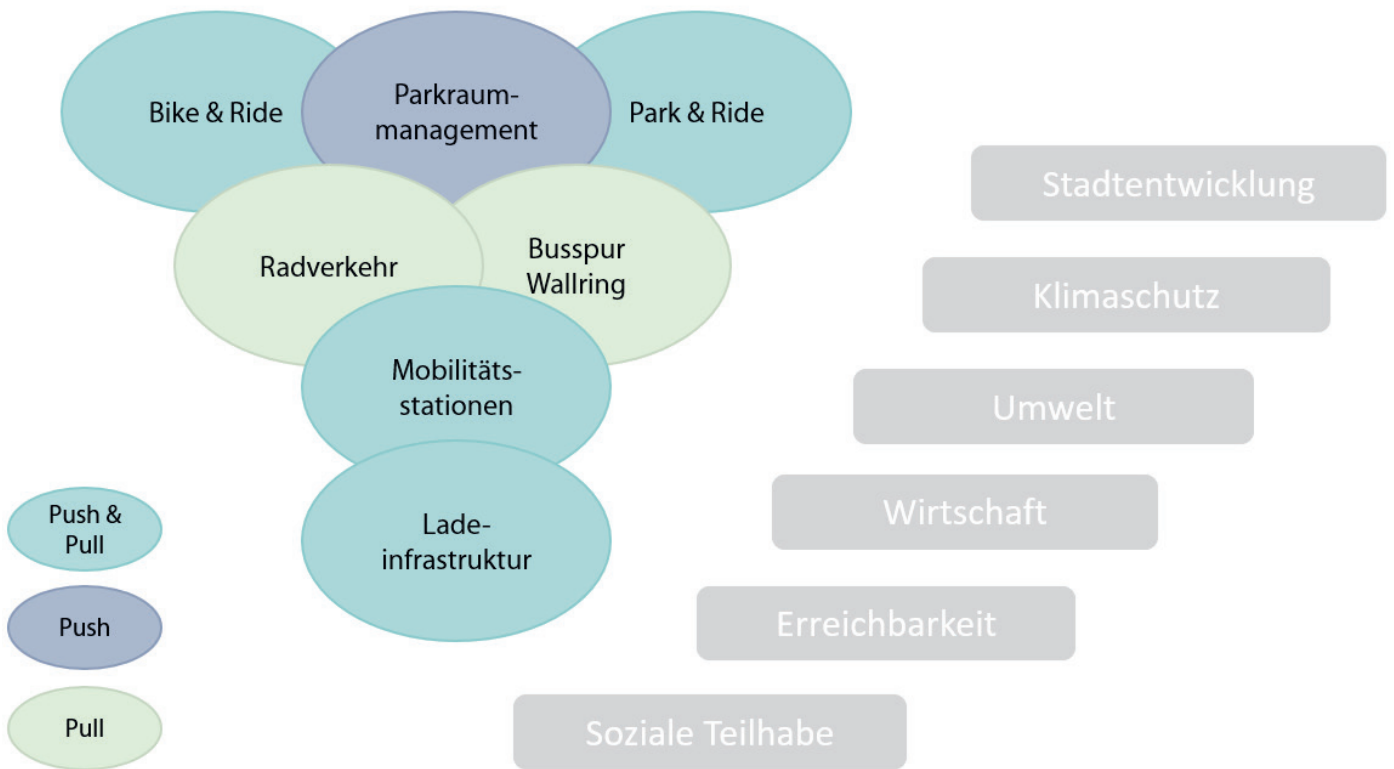 Bike & Ride
Parkraum-
management
Park & Ride
Radverkehr
Busspur
Wallring
Mobilitäts-
stationen
Lade-
infrastruktur
Push &
Pull
Push
Pull
Stadtentwicklung
Klimaschutz
Umwelt
Wirtschaft
Erreichbarkeit
Soziale Teilhabe